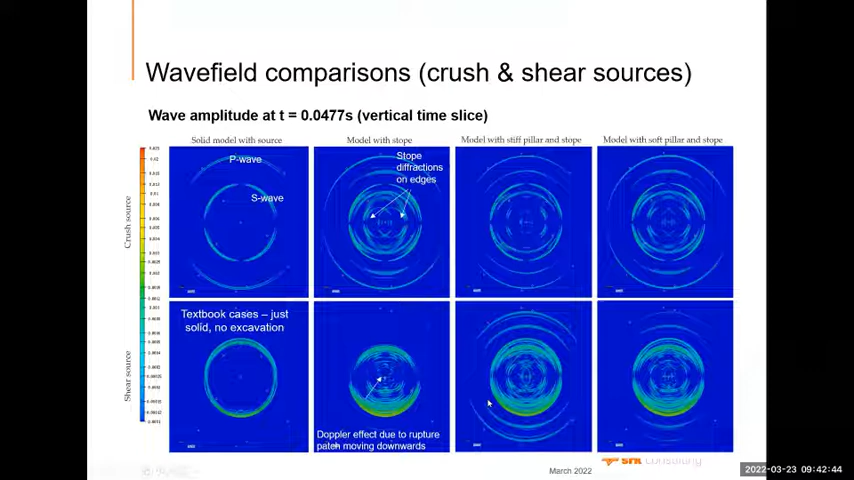 Wavefield comparisons (crush & shear sources)
Wave amplitude at t = 0.0477s (vertical time slice)
Solid model with source
Model with stope
Model with stiff pillar and stope
Model with soft pillar and stope
P-wave
S-wave
Stope
diffractions
on edges
Crush source
Textbook cases – just
solid, no excavation
Shear source
Doppler effect due to rupture
patch moving downwards
srk consulting
March 2022
2022-03-23 09:42:44